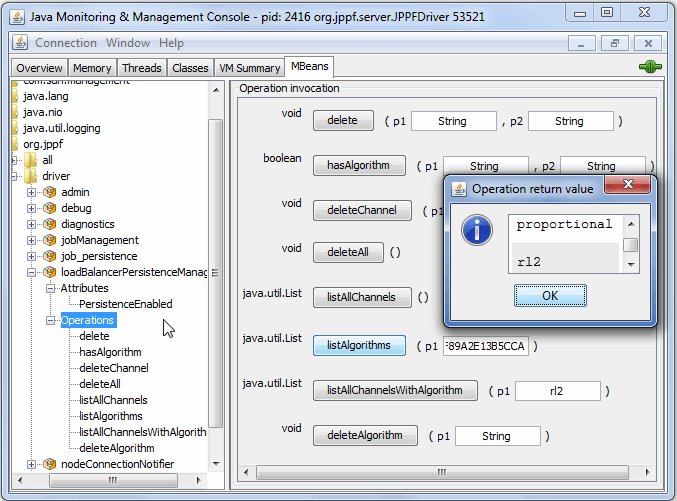 Java Monitoring & Management Console - pid: 2416 org.jppf.server.JPPFDriver 53521
Connection Window Help
Overview Memory Threads Classes VM Summary MBeans
java.lang
java.nio
java.util.logging
org.jppf
all
driver
admin
debug
diagnostics
jobManagement
job_persistence
loadBalancerPersistenceManag
Attributes
PersistenceEnabled
Operations
delete
hasAlgorithm
deleteChannel
deleteAll
listAllChannels
listAlgorithms
listAllChannelsWithAlgorith
deleteAlgorithm
nodeConnectionNotifier
Operation invocation
void delete ( p1 String , p2 String )
boolean hasAlgorithm ( p1 String , p2 String )
void deleteChannel ( p1
void deleteAll ()
java.util.List listAllChannels ()
java.util.List listAlgorithms ( p1 F89A2E13B5CCA )
java.util.List listAllChannelsWithAlgorithm ( p1 rl2 )
void deleteAlgorithm ( p1 String )
Operation return value
proportional
rl2
OK